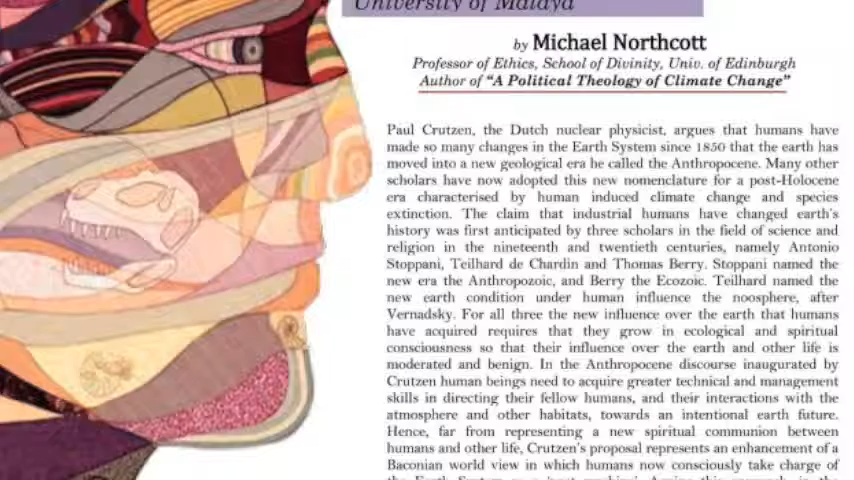 University of Malaya
by Michael Northcott
Professor of Ethics, School of Divinity, Univ. of Edinburgh
Author of "A Political Theology of Climate Change"
Paul Crutzen, the Dutch nuclear physicist, argues that humans have
made so many changes in the Earth System since 1850 that the earth has
moved into a new geological era he called the Anthropocene. Many other
scholars have now adopted this new nomenclature for a post-Holocene
era characterised by human induced climate change and species
extinction. The claim that industrial humans have changed earth's
history was first anticipated by three scholars in the field of science and
religion in the nineteenth and twentieth centuries, namely Antonio
Stoppani, Teilhard de Chardin and Thomas Berry. Stoppani named the
new era the Anthropozoic, and Berry the Ecozoic. Teilhard named the
new earth condition under human influence the noosphere, after
Vernadsky. For all three the new influence over the earth that humans
have acquired requires that they grow in ecological and spiritual
consciousness so that their influence over the earth and other life is
moderated and benign. In the Anthropocene discourse inaugurated by
Crutzen human beings need to acquire greater technical and management
skills in directing their fellow humans, and their interactions with the
atmosphere and other habitats, towards an intentional earth future.
Hence, far from representing a new spiritual communion between
humans and other life, Crutzen's proposal represents an enhancement of a
Baconian world view in which humans now consciously take charge of